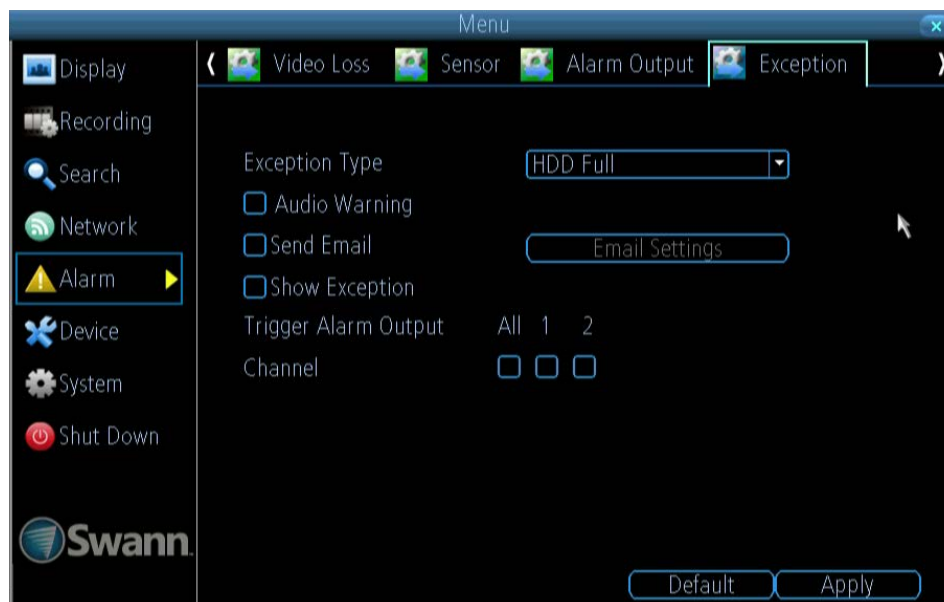 Menu
Display
Recording
Search
Network
Alarm
Device
System
Shut Down
Swann
Video Loss Sensor Alarm Output Exception
Exception Type HDD Full
Audio Warning
Send Email Email Settings
Show Exception
Trigger Alarm Output All 1 2
Channel
Default Apply